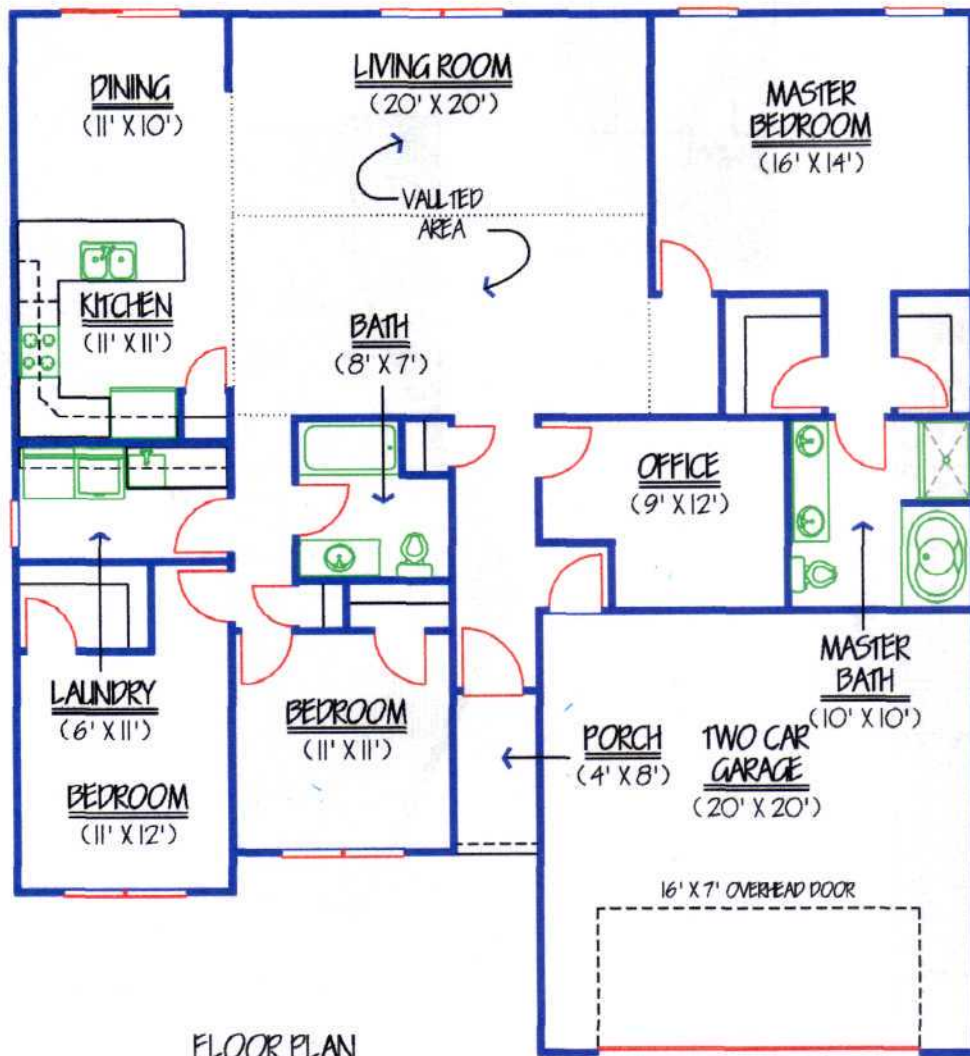 DINING
(11' X 10')
LIVING ROOM
(20' X 20')
MASTER
BEDROOM
(16' X 14')
VAULTED
AREA
KITCHEN
(11' X 11')
BATH
(8' X 7')
OFFICE
(9' X 12')
LAUNDRY
(6' X 11')
BEDROOM
(11' X 12')
BEDROOM
(11' X 11')
PORCH
(4' X 8')
MASTER
BATH
(10' X 10')
TWO CAR
GARAGE
(20' X 20')
16' X 7' OVERHEAD DOOR
FLOOR PLAN